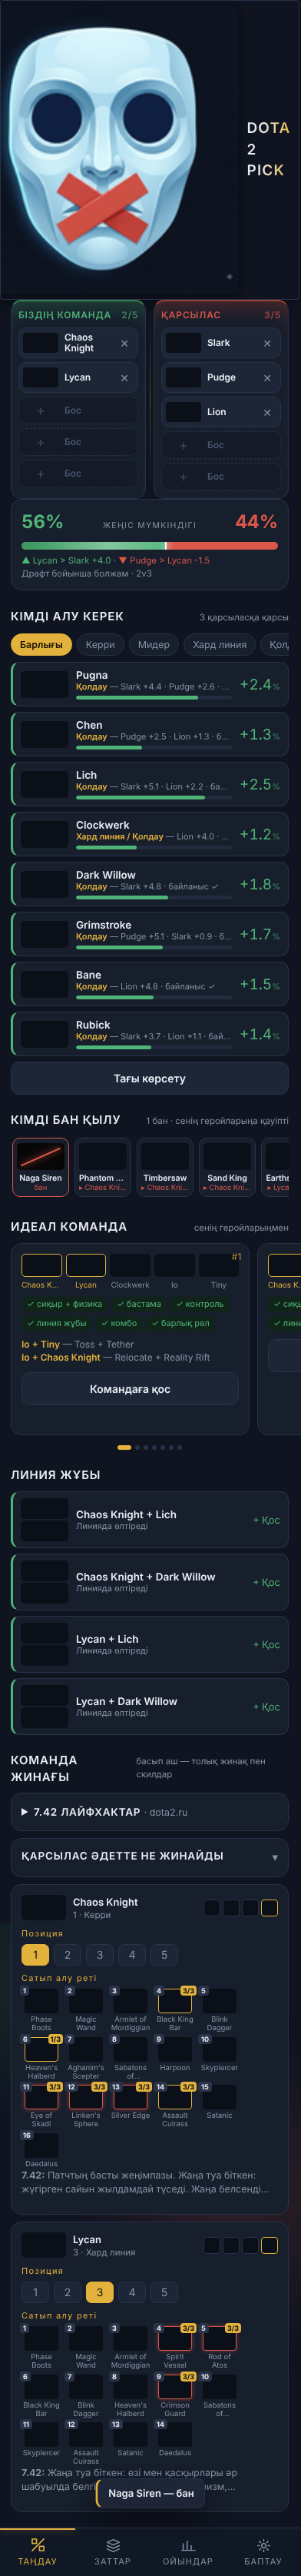 DOTA
2
PICK
БІЗДІҢ КОМАНДА 2/5
Chaos
Knight ×
Lycan ×
+ Бос
+ Бос
+ Бос
ҚАРСЫЛАС 3/5
Slark ×
Pudge ×
Lion ×
+ Бос
+ Бос
56% ЖЕҢІС МҮМКІНДІГІ 44%
▲ Lycan > Slark +4.0 · ▼ Pudge > Lycan -1.5
Драфт бойынша болжам · 2v3
КІМДІ АЛУ КЕРЕК 3 қарсыласқа қарсы
Барлығы Керри Мидер Хард линия Қолд
Pugna
Қолдау — Slark +4.4 · Pudge +2.6 · ...
+2.4%
Chen
Қолдау — Pudge +2.5 · Lion +1.3 · б...
+1.3%
Lich
Қолдау — Slark +5.1 · Lion +2.2 · ба...
+2.5%
Clockwerk
Хард линия / Қолдау — Lion +4.0 · ...
+1.2%
Dark Willow
Қолдау — Slark +4.8 · байланыс ✓
+1.8%
Grimstroke
Қолдау — Pudge +5.1 · Slark +0.9 · б...
+1.7%
Bane
Қолдау — Lion +4.8 · байланыс ✓
+1.5%
Rubick
Қолдау — Slark +3.7 · Lion +1.1 · бай...
+1.4%
Тағы көрсету
КІМДІ БАН ҚЫЛУ 1 бан · сенің геройларыңа қауіпті
Naga Siren Phantom ... Timbersaw Sand King Earths
бан ▸ Chaos Kni... ▸ Chaos Kni... ▸ Chaos Kni... ▸ Lyca
ИДЕАЛ КОМАНДА сенің геройларыңмен
#1
Chaos K... Lycan Clockwerk Io Tiny Chaos K
✓ сиқыр + физика ✓ бастама ✓ контроль ✓ сиқы
✓ линия жұбы ✓ комбо ✓ барлық рөл ✓ лини
Io + Tiny — Toss + Tether
Io + Chaos Knight — Relocate + Reality Rift
Командаға қос
ЛИНИЯ ЖҰБЫ
Chaos Knight + Lich
Линияда өлтіреді
+ Қос
Chaos Knight + Dark Willow
Линияда өлтіреді
+ Қос
Lycan + Lich
Линияда өлтіреді
+ Қос
Lycan + Dark Willow
Линияда өлтіреді
+ Қос
КОМАНДА
ЖИНАҒЫ
басып аш — толық жинақ пен
скилдар
▶ 7.42 ЛАЙФХАКТАР · dota2.ru
ҚАРСЫЛАС ӘДЕТТЕ НЕ ЖИНАЙДЫ ▾
Chaos Knight
1 · Керри
Позиция
1 2 3 4 5
Сатып алу реті
1 2 3 4 3/3 5
Phase Magic Armlet of Black King Blink
Boots Wand Mordiggian Bar Dagger
6 1/3 7 8 9 10
Heaven's Aghanim's Sabatons Harpoon Skypiercer
Halberd Scepter of...
11 3/3 12 3/3 13 3/3 14 3/3 15
Eye of Linken's Silver Edge Assault Satanic
Skadi Sphere Cuirass
16
Daedalus
7.42: Патчтың басты жеңімпазы. Жаңа туа біткен:
жүгірген сайын жылдамдай түседі. Жаңа белсенді...
Lycan
3 · Хард линия
Позиция
1 2 3 4 5
Сатып алу реті
1 2 3 4 3/3 5 3/3
Phase Magic Armlet of Spirit Rod of
Boots Wand Mordiggian Vessel Atos
6 7 8 9 3/3 10
Black King Blink Heaven's Crimson Sabatons
Bar Dagger Halberd Guard of...
11 12 13 14
Skypiercer Assault Satanic Daedalus
Cuirass
7.42: Жаңа туа біткен: өзі мен қасқырлары әр
шабуылда
Naga Siren — бан
ТАҢДАУ ЗАТТАР ОЙЫНДАР БАПТАУ